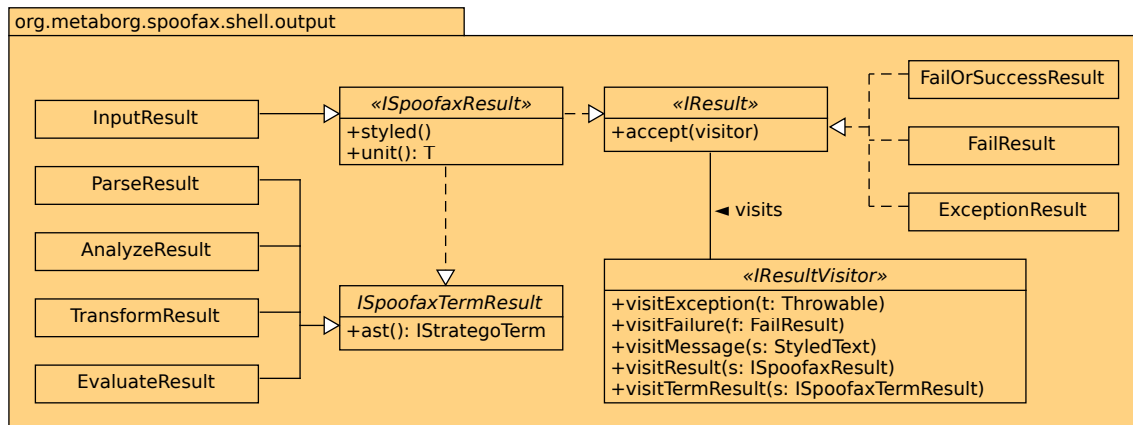 org.metaborg.spoofax.shell.output
InputResult
ParseResult
AnalyzeResult
TransformResult
EvaluateResult
«ISpoofaxResult»
+styled()
+unit(): T
ISpoofaxTermResult
+ast(): IStrategoTerm
«IResult»
+accept(visitor)
◄ visits
«IResultVisitor»
+visitException(t: Throwable)
+visitFailure(f: FailResult)
+visitMessage(s: StyledText)
+visitResult(s: ISpoofaxResult)
+visitTermResult(s: ISpoofaxTermResult)
FailOrSuccessResult
FailResult
ExceptionResult